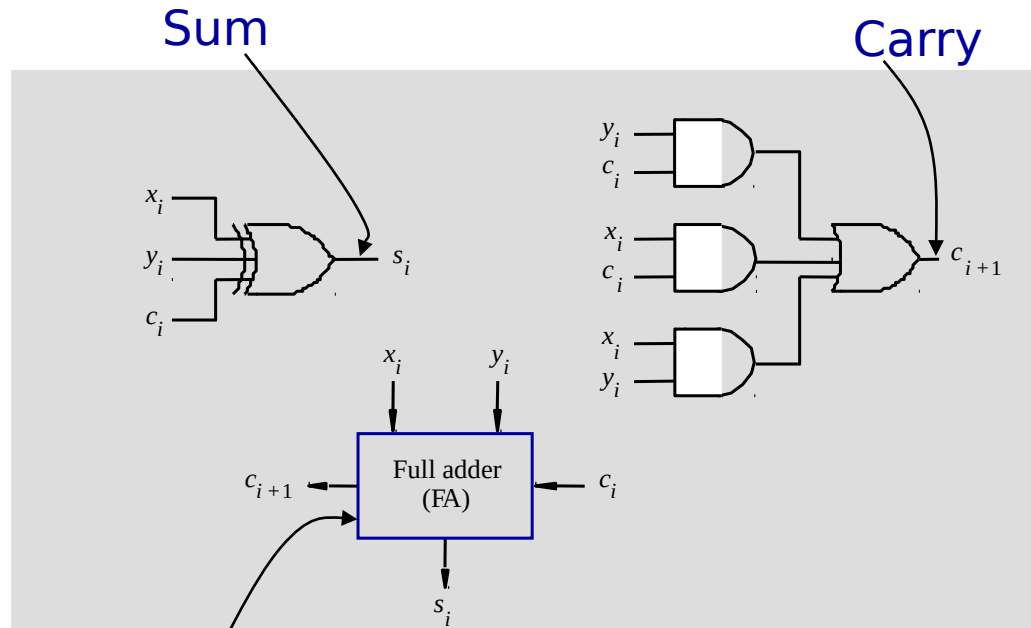 Sum
Carry
x_i
y_i
c_i
s_i
y_i
c_i
x_i
c_i
x_i
y_i
c_{i+1}
x_i
y_i
Full adder
(FA)
c_{i+1}
c_i
s_i